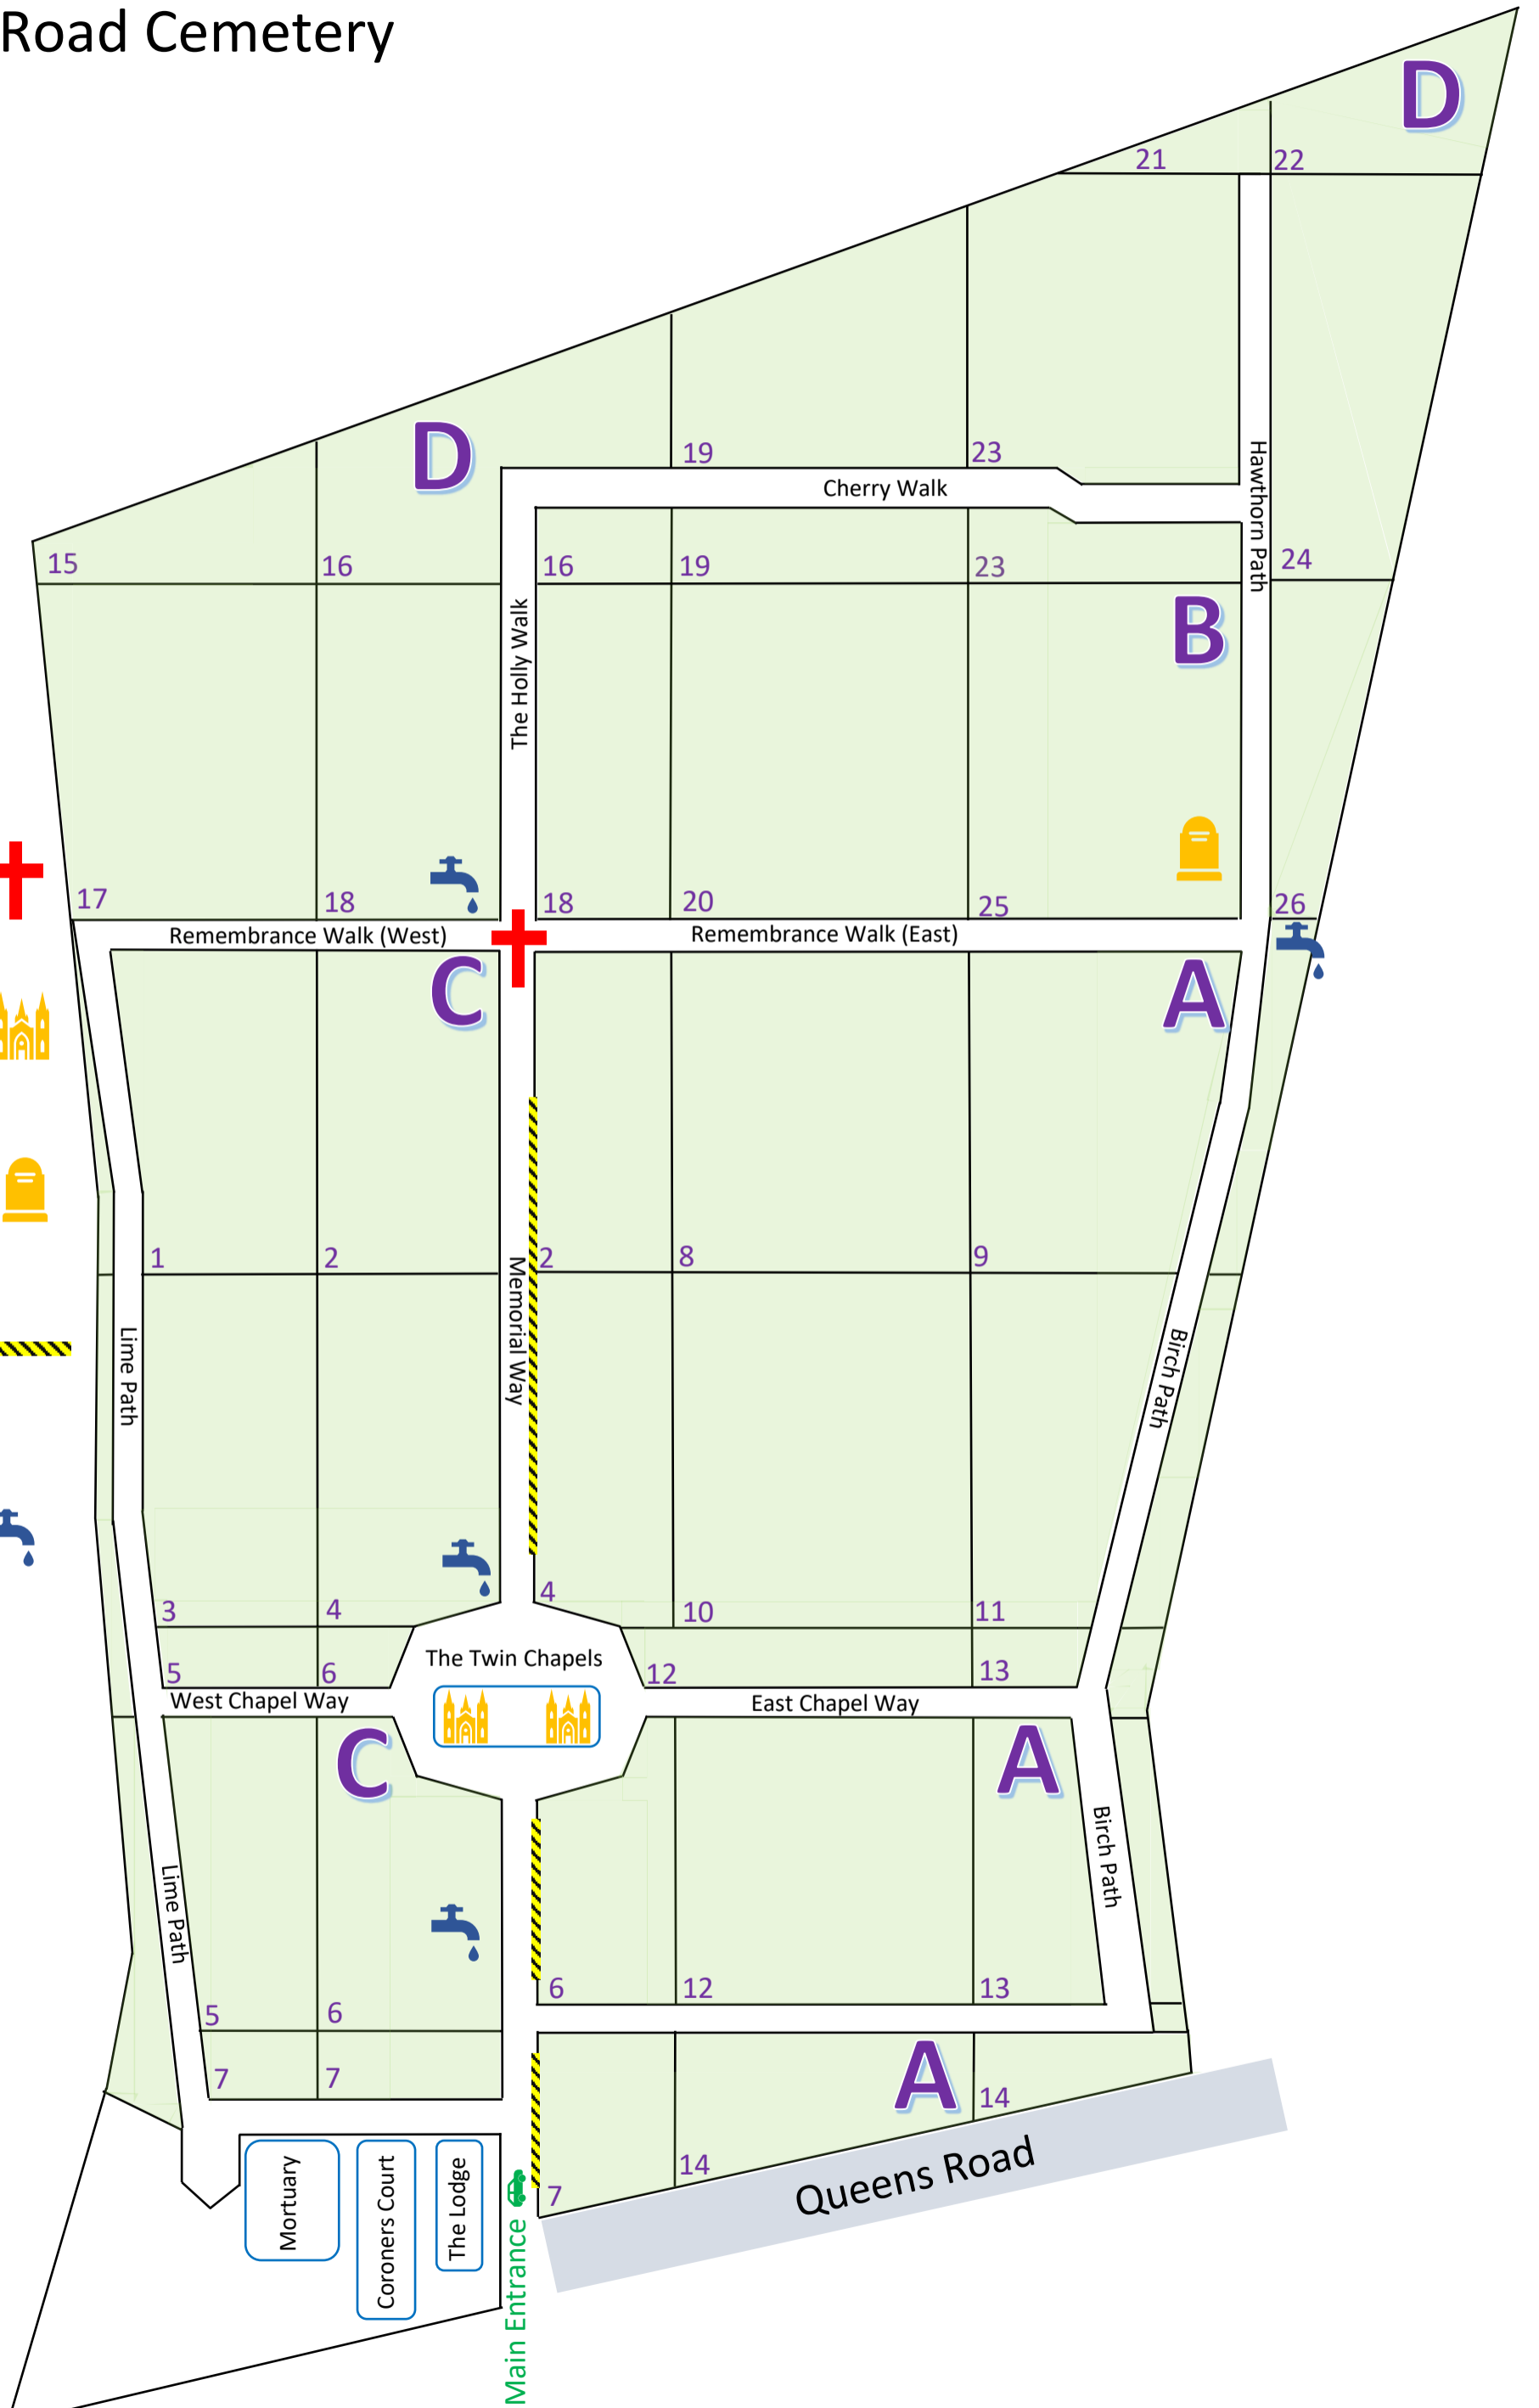 Road Cemetery
D
21
22
D
19
23
Cherry Walk
Hawthorn Path
15
16
16
19
23
24
B
The Holly Walk
17
18
18
20
25
26
Remembrance Walk (West)
Remembrance Walk (East)
C
A
1
2
2
8
9
Memorial Way
Lime Path
Birch Path
3
4
4
10
11
The Twin Chapels
5
6
12
13
West Chapel Way
East Chapel Way
C
A
Birch Path
Lime Path
6
12
13
5
6
7
7
A
14
14
7
Queens Road
Mortuary
Coroners Court
The Lodge
Main Entrance